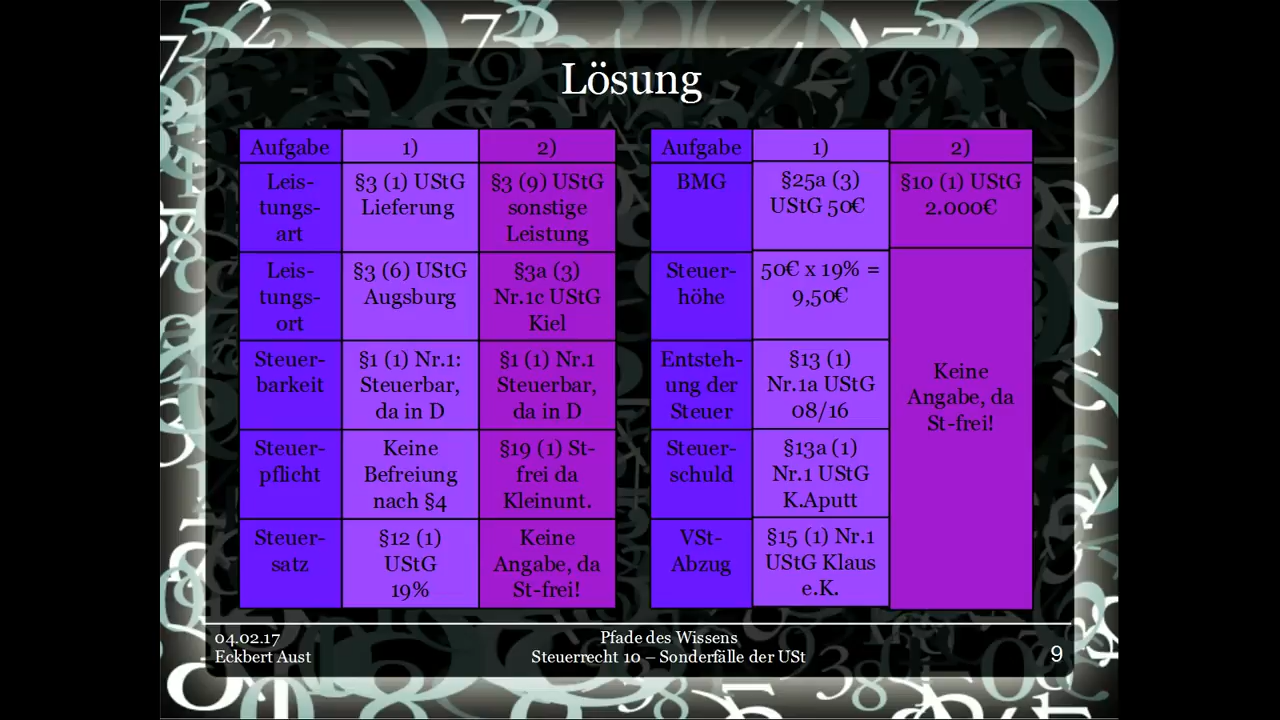 Lösung
Aufgabe 1) 2)
Leis-
tungs-
art
§3 (1) UStG
Lieferung
§3 (9) UStG
sonstige
Leistung
Leis-
tungs-
ort
§3 (6) UStG
Augsburg
§3a (3)
Nr.1c UStG
Kiel
Steuer-
barkeit
§1 (1) Nr.1:
Steuerbar,
da in D
§1 (1) Nr.1
Steuerbar,
da in D
Steuer-
pflicht
Keine
Befreiung
nach §4
§19 (1) St-
frei da
Kleinunt.
Steuer-
satz
§12 (1)
UStG
19%
Keine
Angabe, da
St-frei!
Aufgabe 1) 2)
BMG
§25a (3)
UStG 50€
§10 (1) UStG
2.000€
Steuer-
höhe
50€ x 19% =
9,50€
Entsteh-
ung der
Steuer
§13 (1)
Nr.1a UStG
08/16
Keine
Angabe, da
St-frei!
Steuer-
schuld
§13a (1)
Nr.1 UStG
K.Aputt
VSt-
Abzug
§15 (1) Nr.1
UStG Klaus
e.K.
04.02.17
Eckbert Aust
Pfade des Wissens
Steuerrecht 10 – Sonderfälle der USt
9